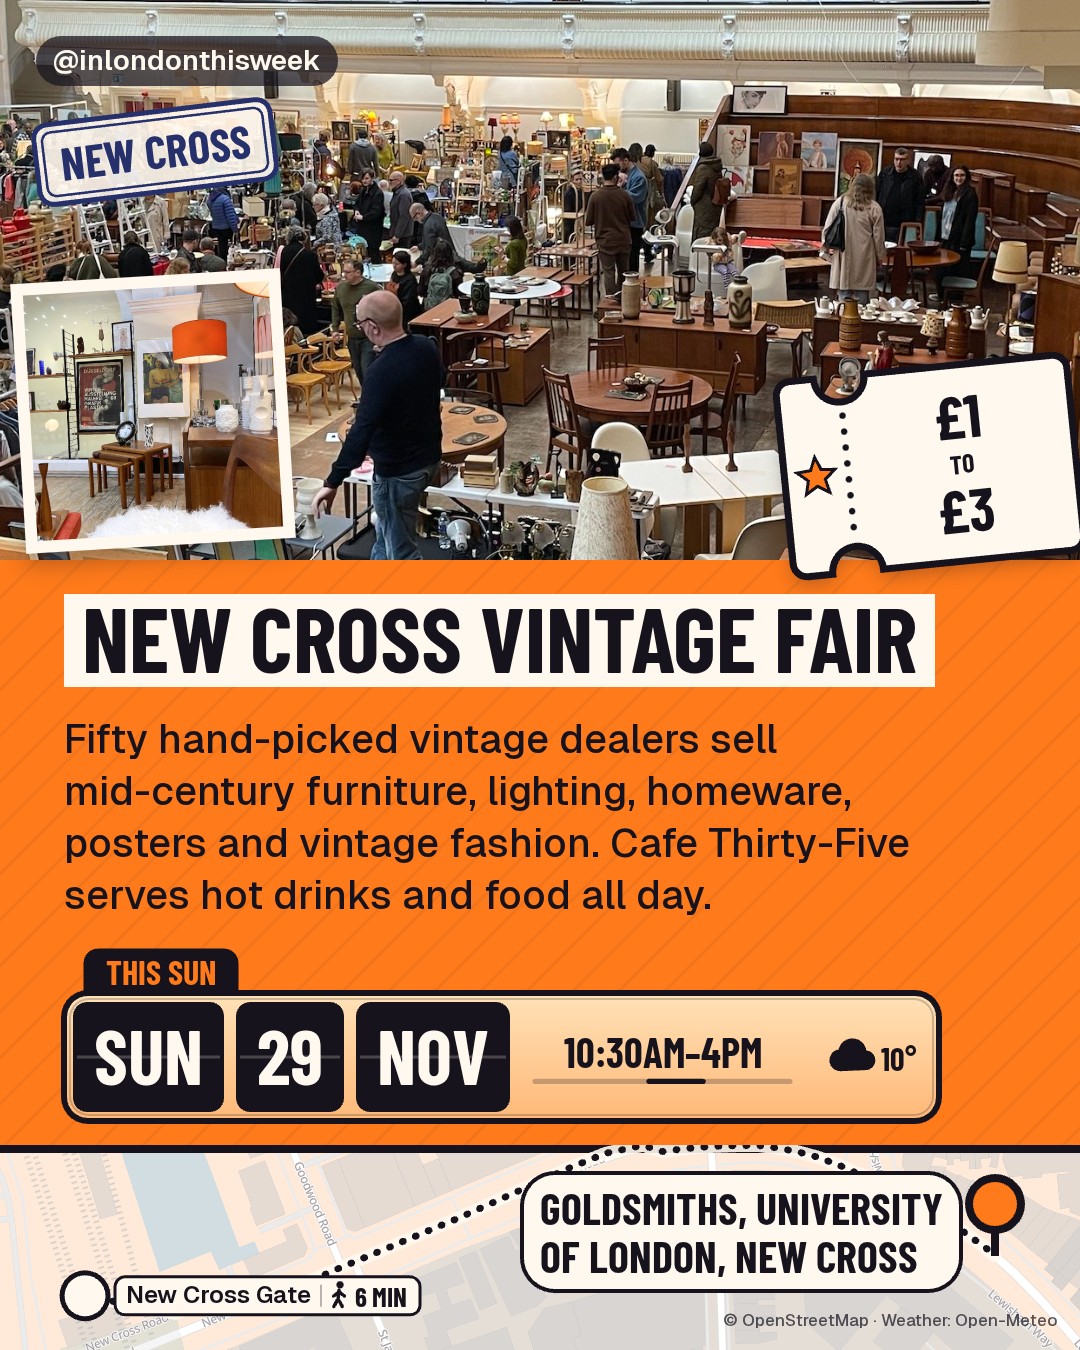 @inlondonthisweek
NEW CROSS
£1
TO
£3
NEW CROSS VINTAGE FAIR
Fifty hand-picked vintage dealers sell
mid-century furniture, lighting, homeware,
posters and vintage fashion. Cafe Thirty-Five
serves hot drinks and food all day.
THIS SUN
SUN 29 NOV
10:30AM–4PM
10°
Goodwood Road
GOLDSMITHS, UNIVERSITY
OF LONDON, NEW CROSS
New Cross Gate 6 MIN
New Cross Road
New
© OpenStreetMap · Weather: Open-Meteo